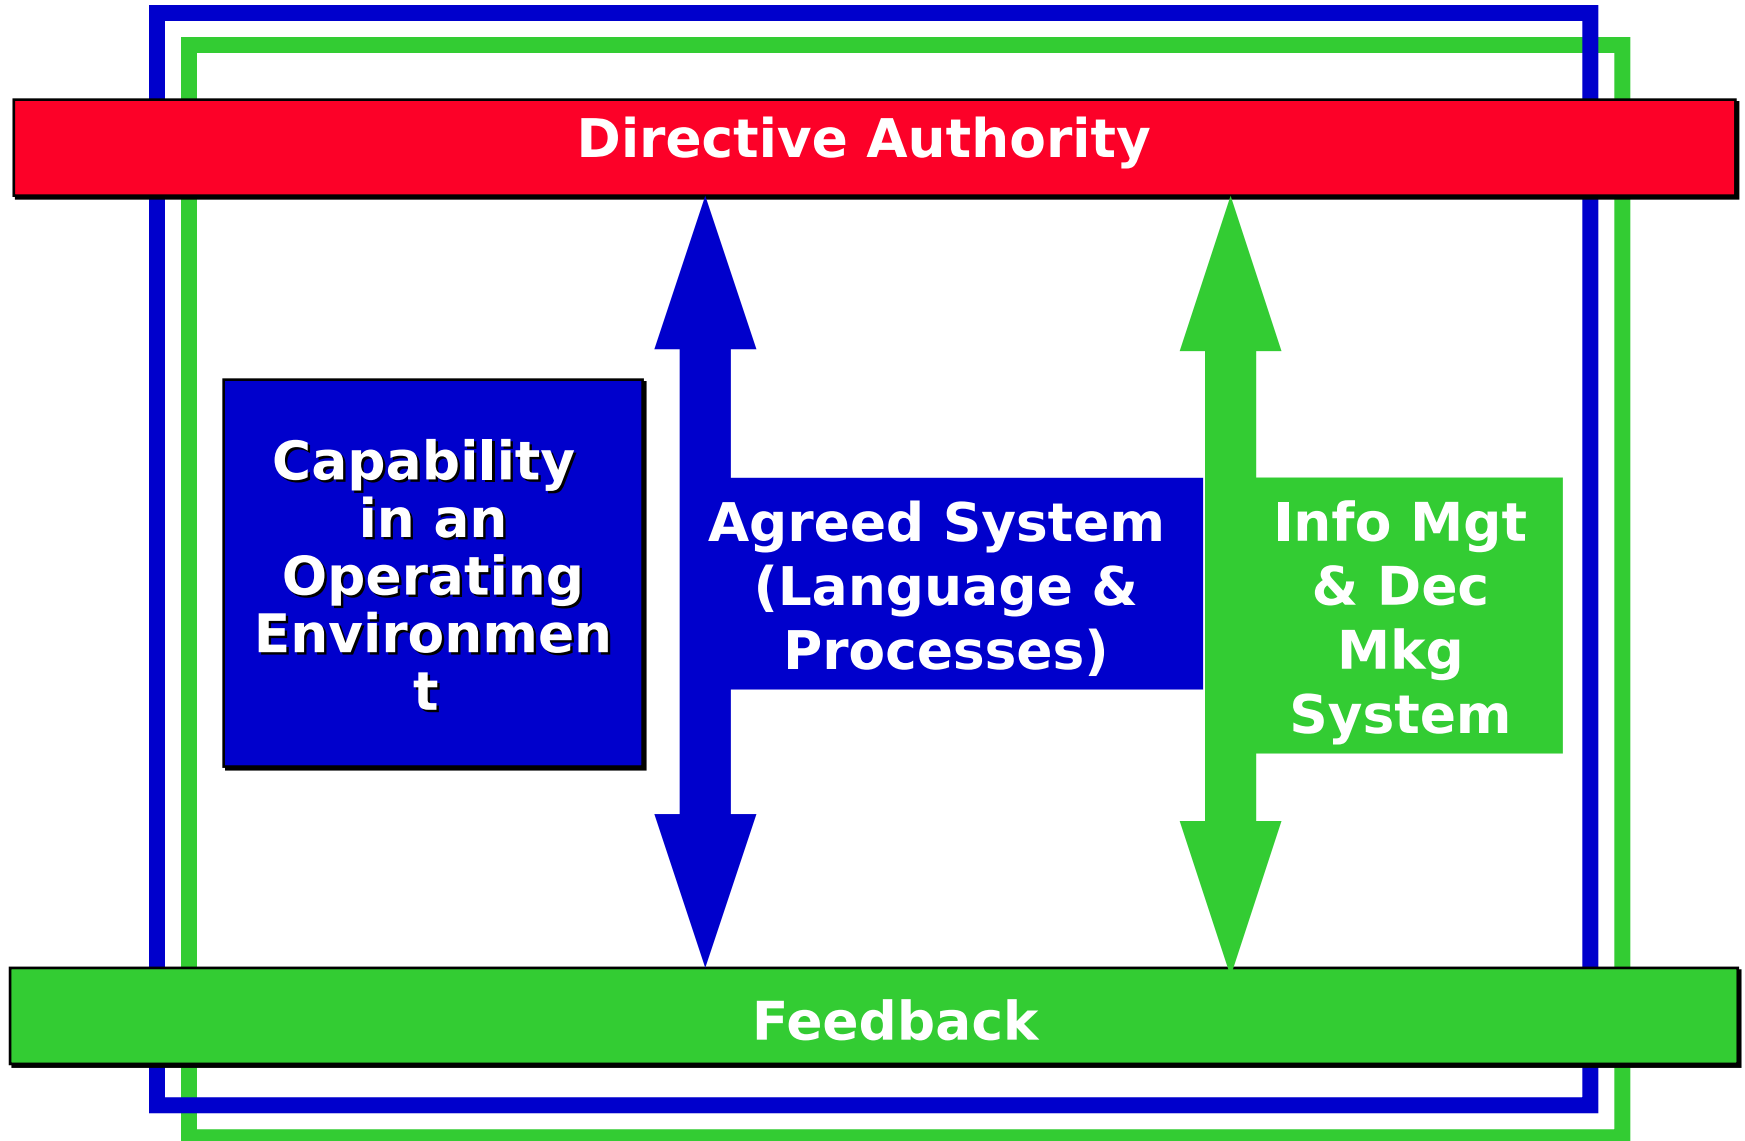 Directive Authority
Capability
in an
Operating
Environmen
t
Agreed System
(Language &
Processes)
Info Mgt
& Dec
Mkg
System
Feedback